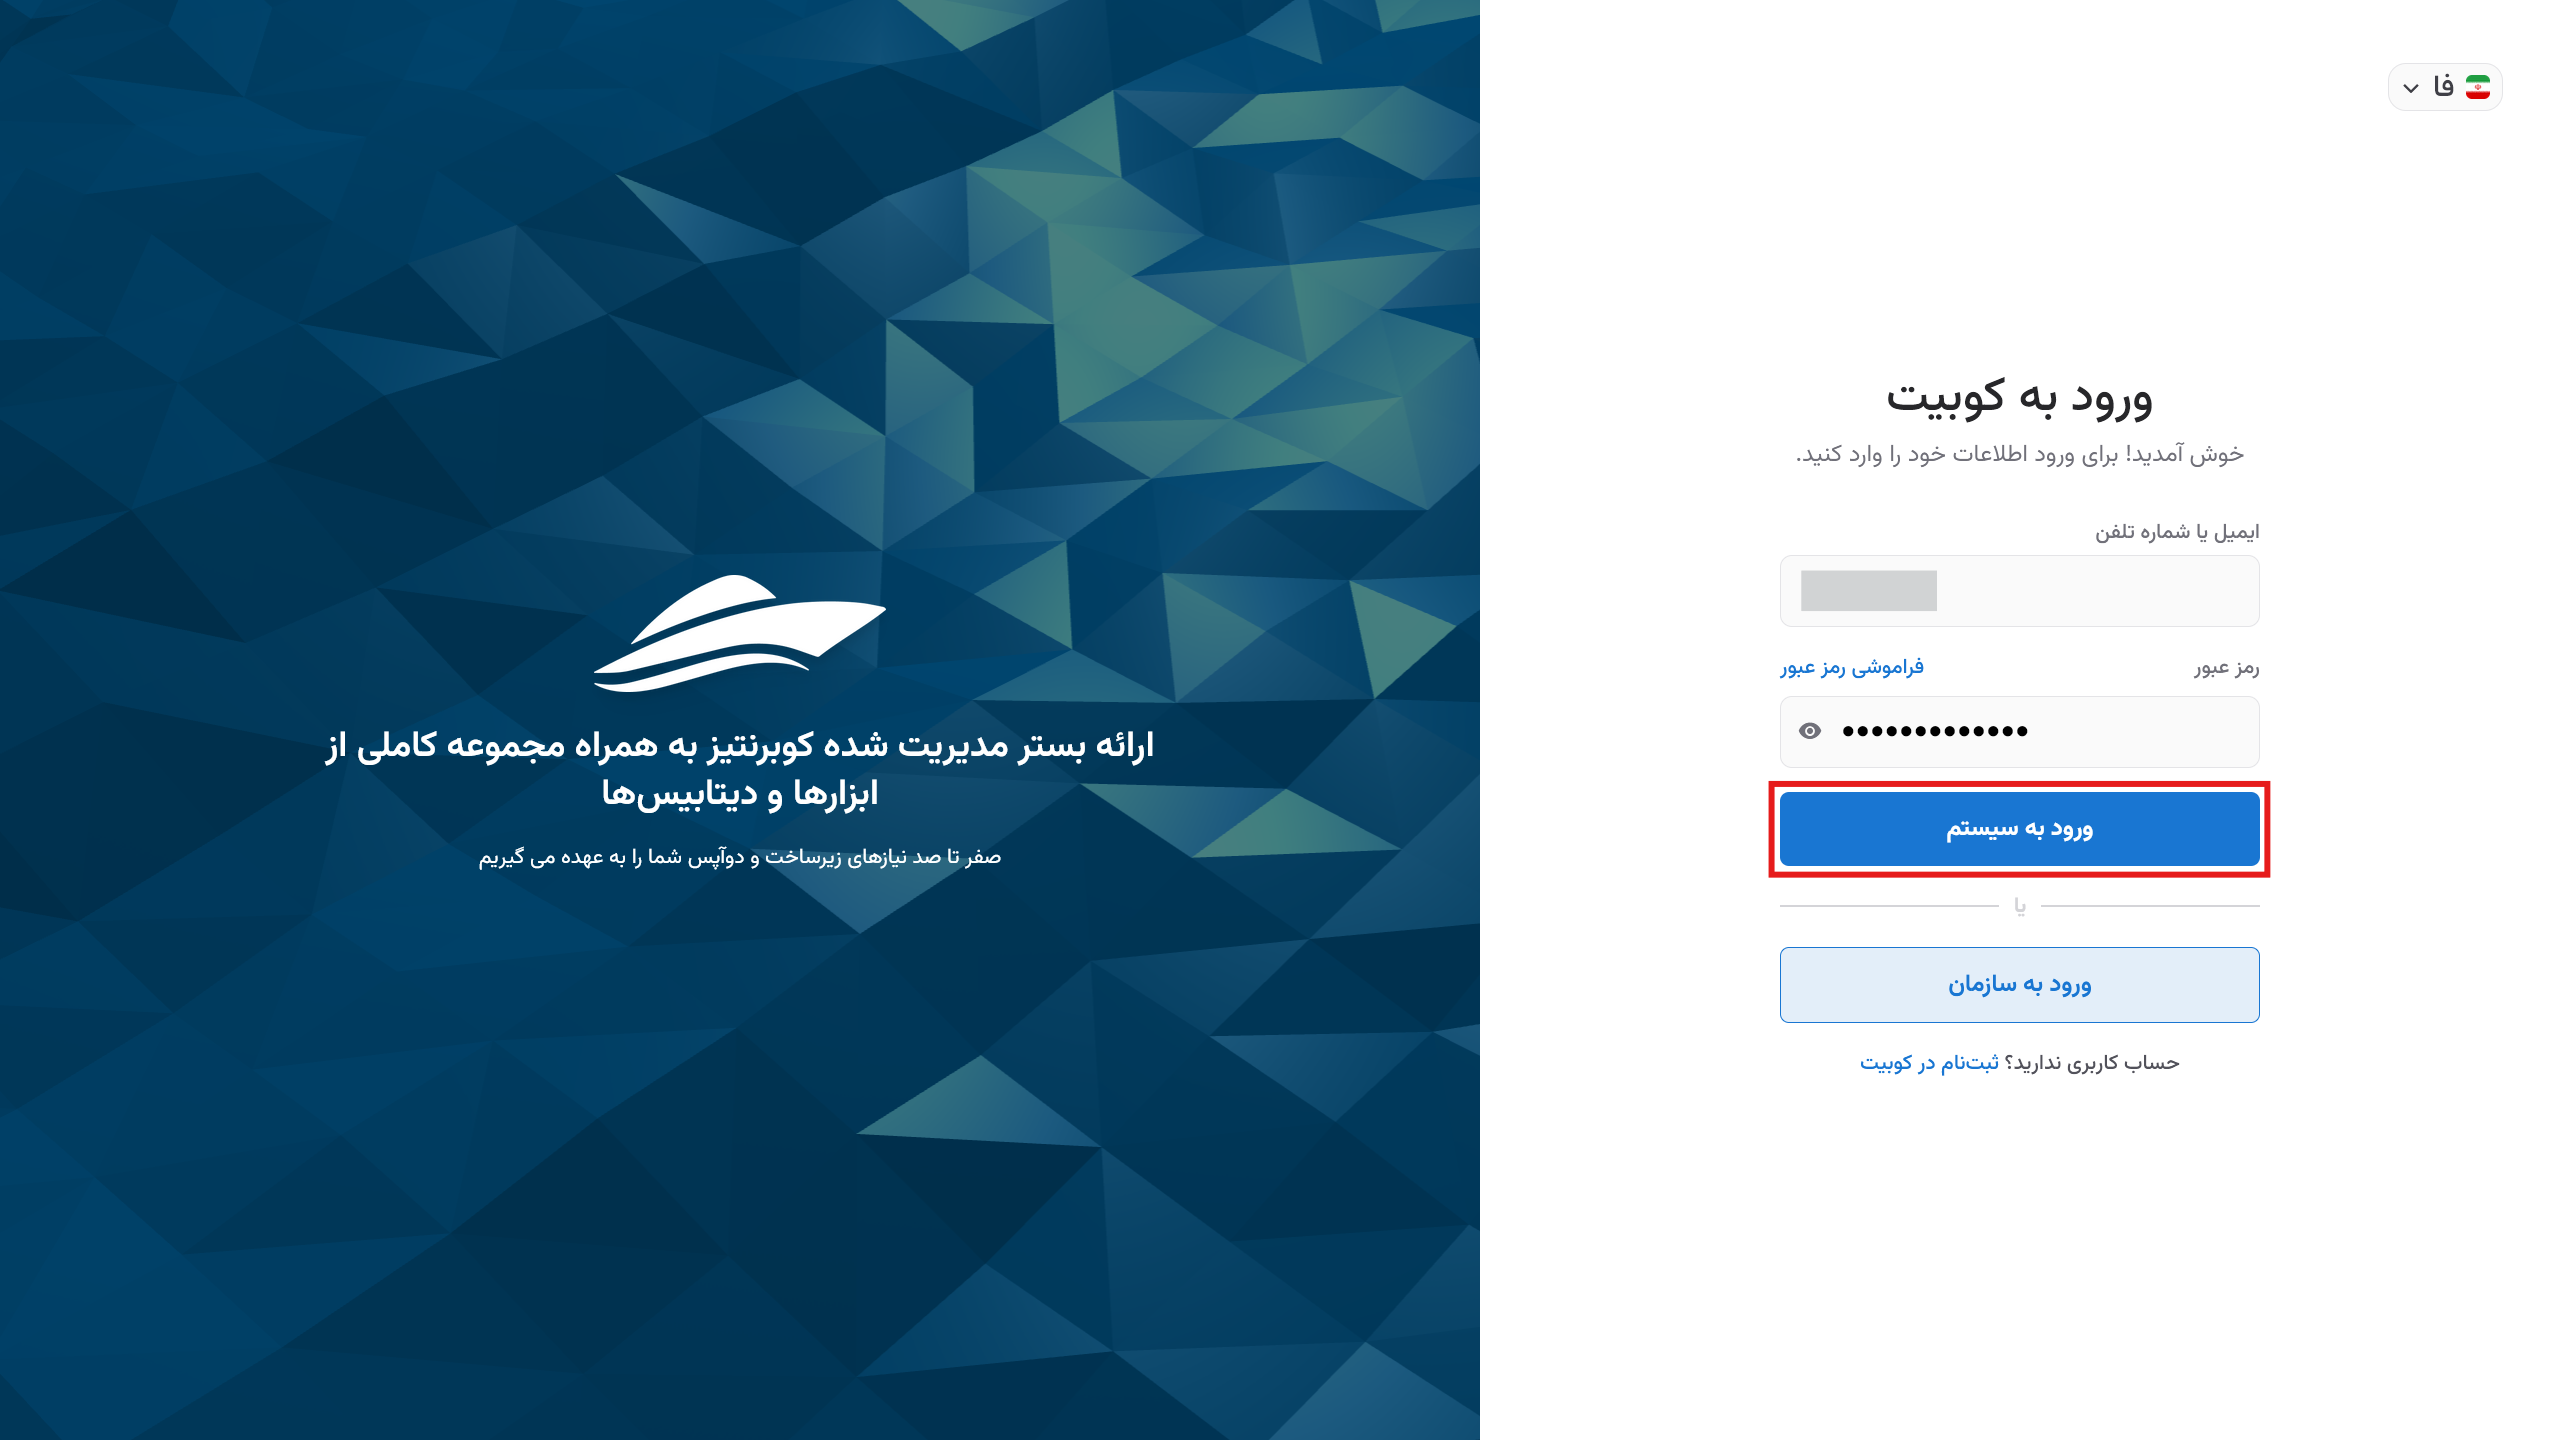 فا
ورود به کوبیت
خوش آمدید! برای ورود اطلاعات خود را وارد کنید.
ایمیل یا شماره تلفن
رمز عبور
فراموشی رمز عبور
ورود به سیستم
یا
ورود به سازمان
حساب کاربری ندارید؟ ثبت‌نام در کوبیت
ارائه بستر مدیریت شده کوبرنتیز به همراه مجموعه کاملی از
ابزارها و دیتابیس‌ها
صفر تا صد نیازهای زیرساخت و دوآپس شما را به عهده می گیریم